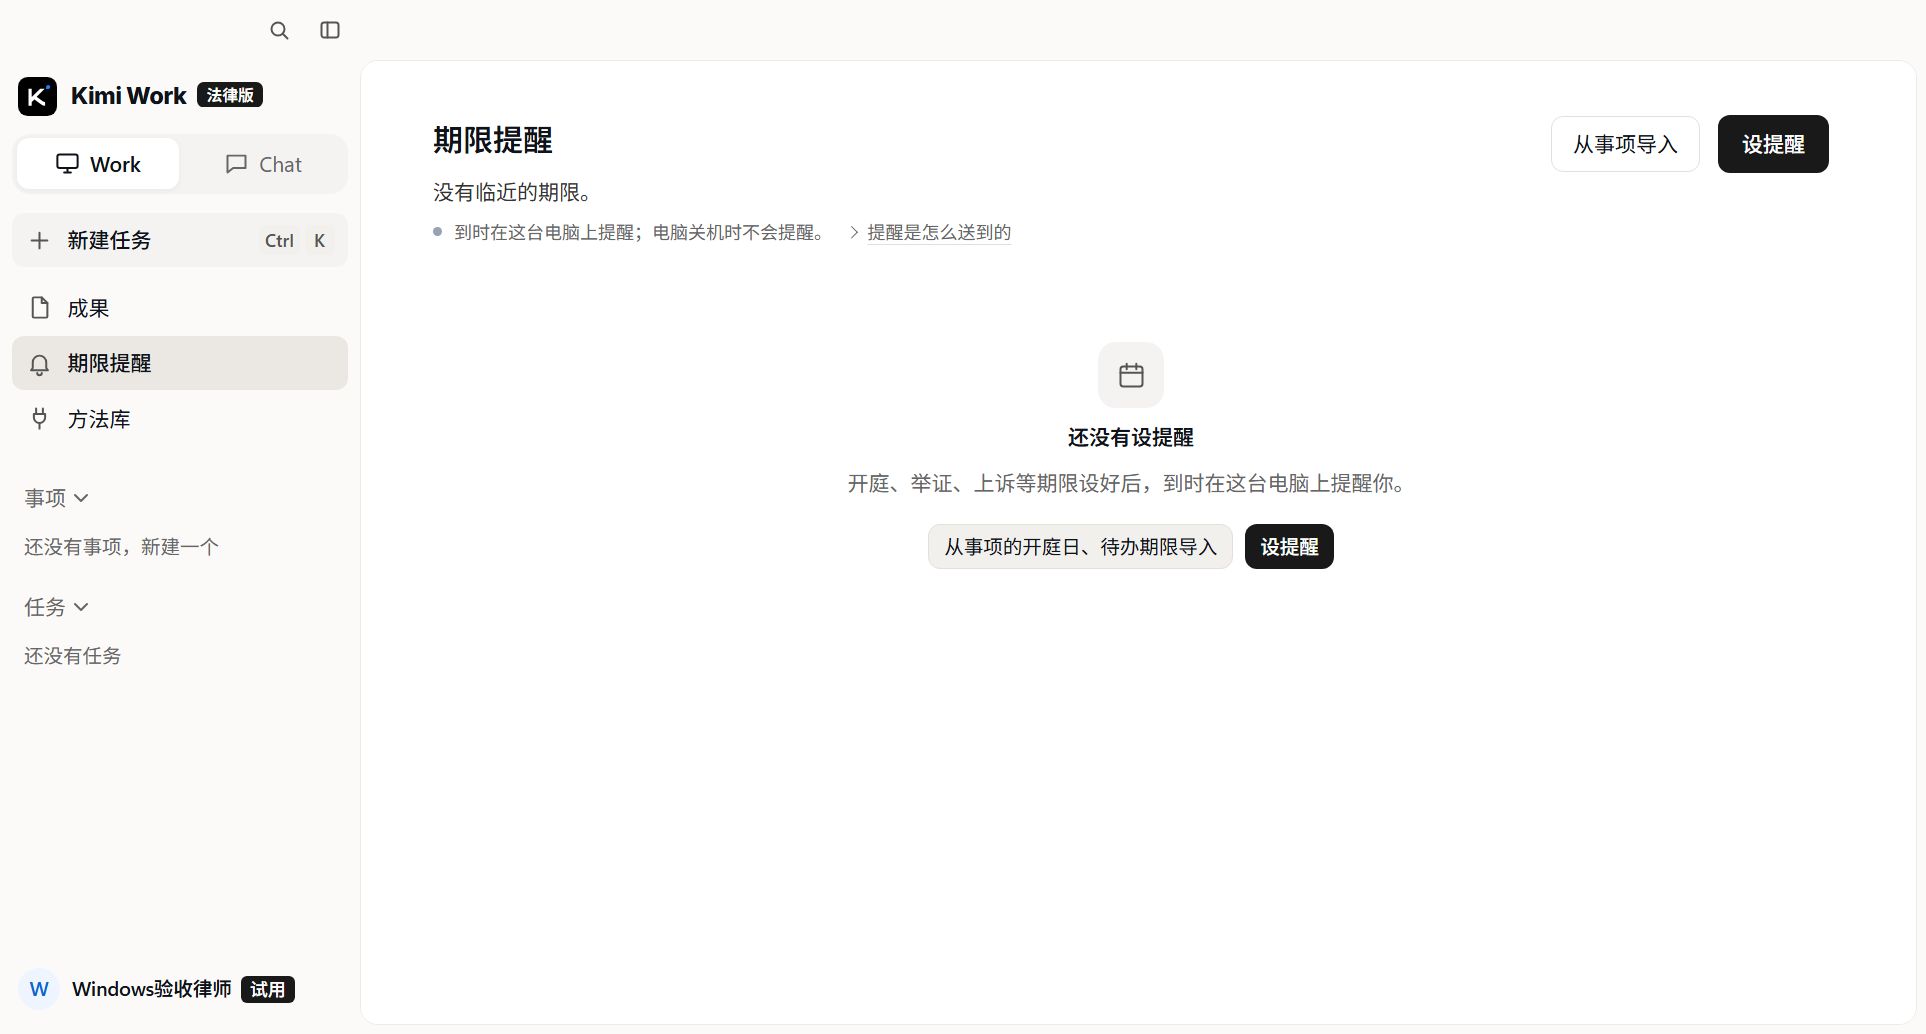 Kimi Work 法律版
Work
Chat
新建任务 Ctrl K
成果
期限提醒
方法库
事项
还没有事项，新建一个
任务
还没有任务
W Windows验收律师 试用
期限提醒
从事项导入
设提醒
没有临近的期限。
到时在这台电脑上提醒；电脑关机时不会提醒。 提醒是怎么送到的
还没有设提醒
开庭、举证、上诉等期限设好后，到时在这台电脑上提醒你。
从事项的开庭日、待办期限导入
设提醒